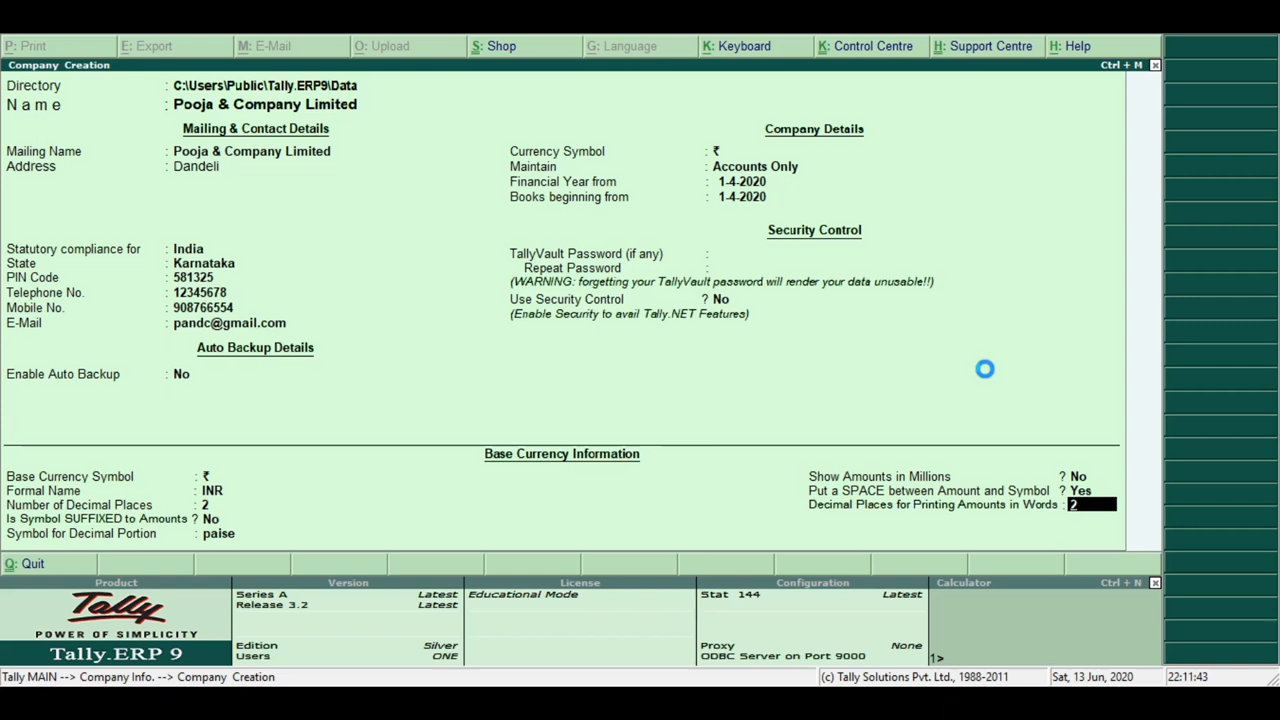 P: Print E: Export M: E-Mail O: Upload S: Shop G: Language K: Keyboard K: Control Centre H: Support Centre H: Help
Company Creation Ctrl + M x
Directory : C:\Users\Public\Tally.ERP9\Data
Name : Pooja & Company Limited
Mailing & Contact Details Company Details
Mailing Name : Pooja & Company Limited Currency Symbol : ₹
Address : Dandeli Maintain : Accounts Only
Financial Year from : 1-4-2020
Books beginning from : 1-4-2020
Security Control
Statutory compliance for : India TallyVault Password (if any) :
State : Karnataka Repeat Password :
PIN Code : 581325 (WARNING: forgetting your TallyVault password will render your data unusable!!)
Telephone No. : 12345678 Use Security Control ? No
Mobile No. : 908766554 (Enable Security to avail Tally.NET Features)
E-Mail : pandc@gmail.com
Auto Backup Details
Enable Auto Backup : No
Base Currency Information
Base Currency Symbol : ₹ Show Amounts in Millions ? No
Formal Name : INR Put a SPACE between Amount and Symbol ? Yes
Number of Decimal Places : 2 Decimal Places for Printing Amounts in Words : 2
Is Symbol SUFFIXED to Amounts ? No
Symbol for Decimal Portion : paise
Q: Quit
Product Version License Configuration Calculator Ctrl + N x
Tally Series A Latest Educational Mode Stat 144 Latest
Release 3.2 Latest
POWER OF SIMPLICITY
Edition Silver Proxy None
Tally.ERP 9 Users ONE ODBC Server on Port 9000 1>
Tally MAIN --> Company Info. --> Company Creation (c) Tally Solutions Pvt. Ltd., 1988-2011 Sat, 13 Jun, 2020 22:11:43